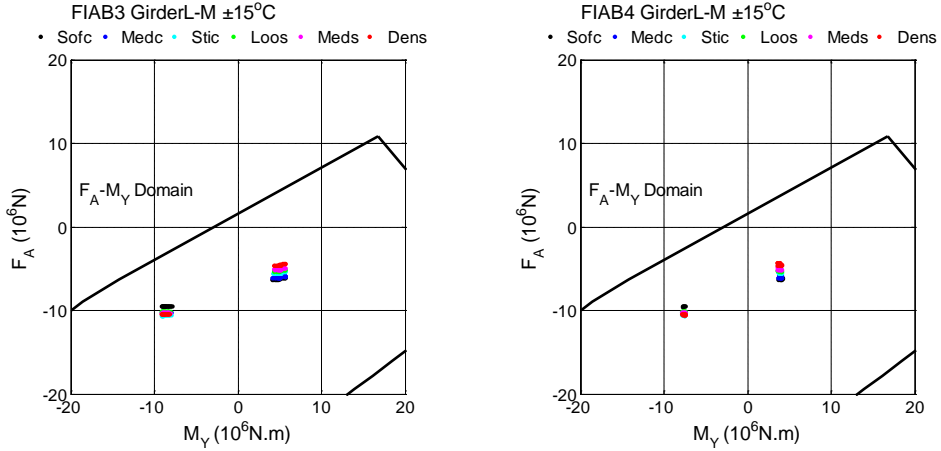 FIAB3 GirderL-M ±15°C
Sofc Medc Stic Loos Meds Dens
20
10
0
-10
-20
F_A (10^6N)
F_A-M_Y Domain
-20 -10 0 10 20
M_Y (10^6N.m)
FIAB4 GirderL-M ±15°C
Sofc Medc Stic Loos Meds Dens
20
10
0
-10
-20
F_A (10^6N)
F_A-M_Y Domain
-20 -10 0 10 20
M_Y (10^6N.m)